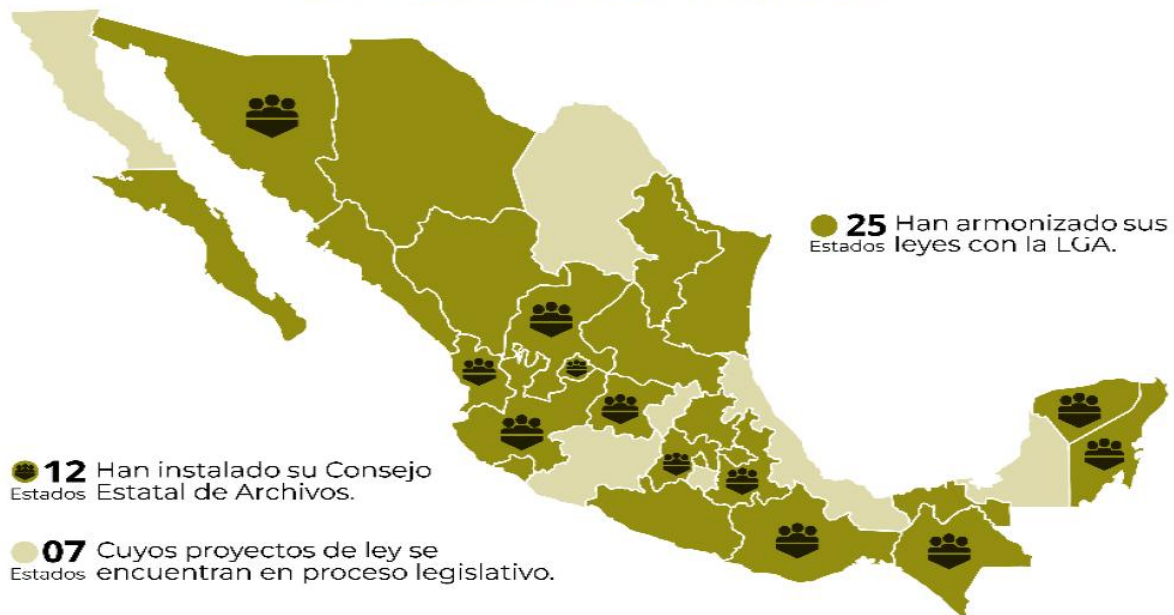 25 Han armonizado sus
Estados leyes con la LGA.
12 Han instalado su Consejo
Estados Estatal de Archivos.
07 Cuyos proyectos de ley se
Estados encuentran en proceso legislativo.